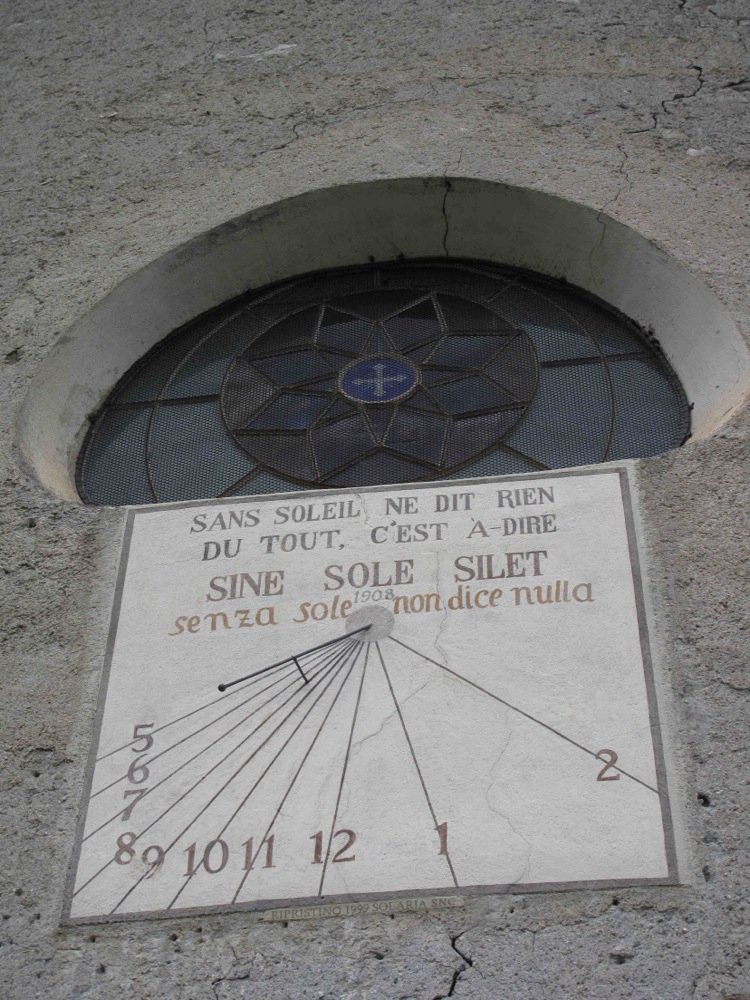 SANS SOLEIL NE DIT RIEN
DU TOUT, C'EST À-DIRE
SINE SOLE SILET
1908
senza sole non dice nulla
5
6
7
8
9
10
11
12
1
2
RIPRISTINO 1999 SOLARIA SNC